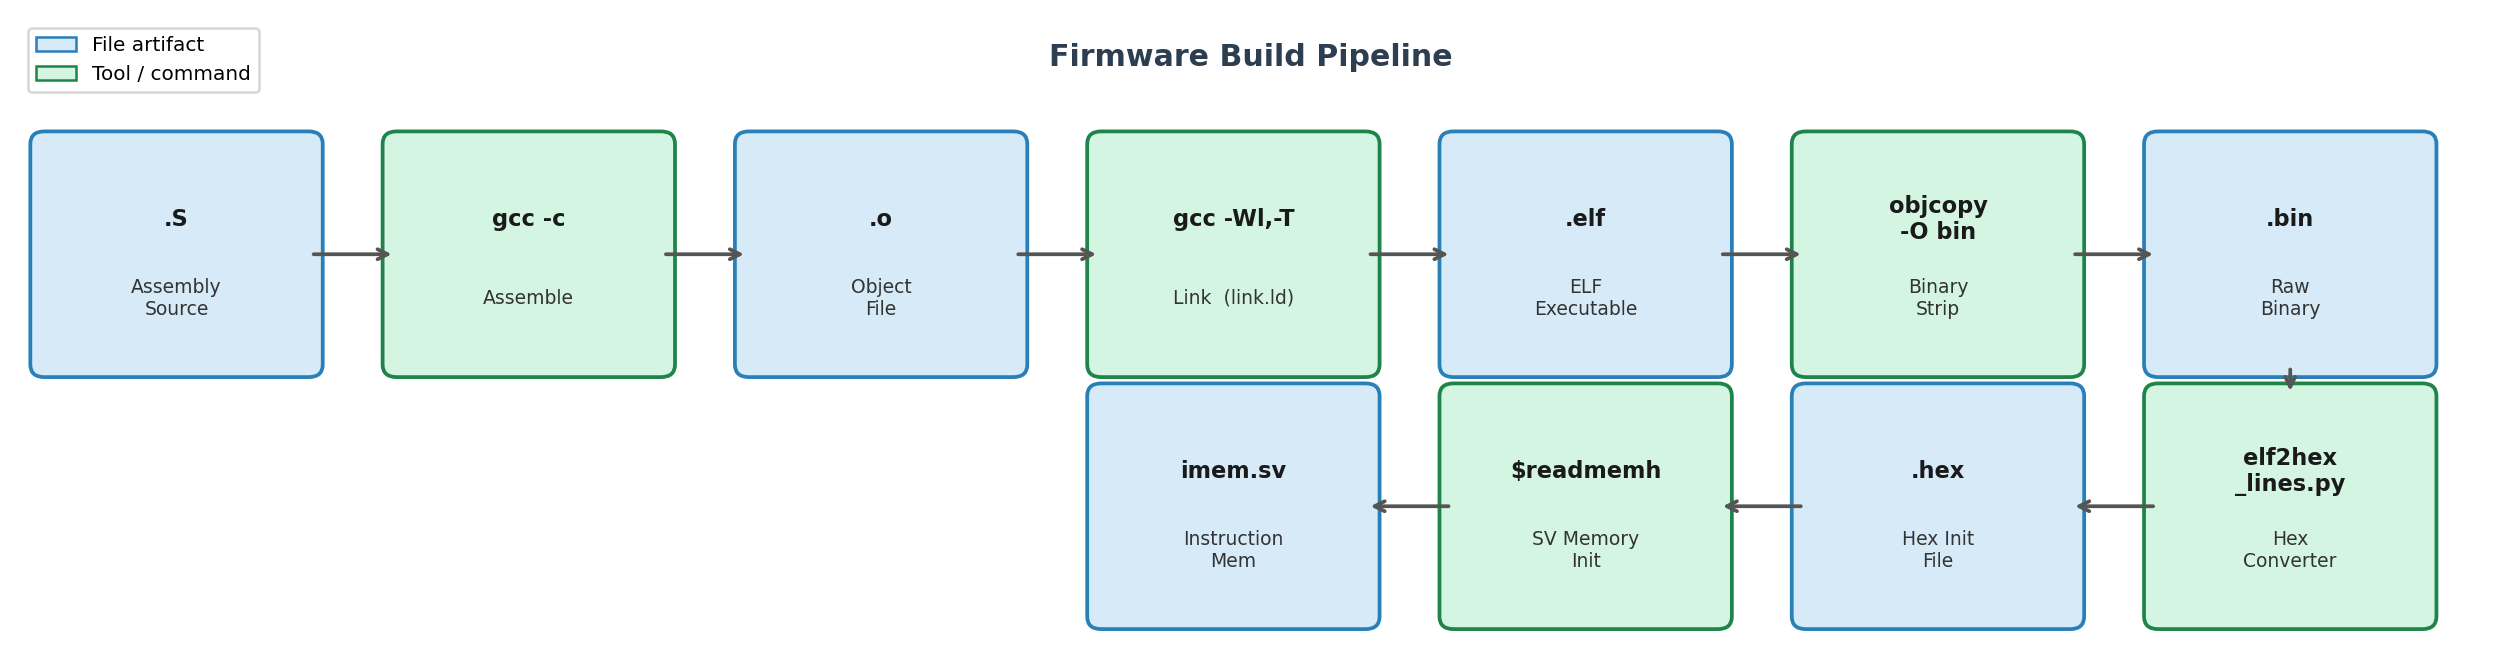 File artifact
Tool / command
Firmware Build Pipeline
.S
Assembly
Source
gcc -c
Assemble
.o
Object
File
gcc -Wl,-T
Link  (link.ld)
.elf
ELF
Executable
objcopy
-O bin
Binary
Strip
.bin
Raw
Binary
elf2hex
_lines.py
Hex
Converter
.hex
Hex Init
File
$readmemh
SV Memory
Init
imem.sv
Instruction
Mem